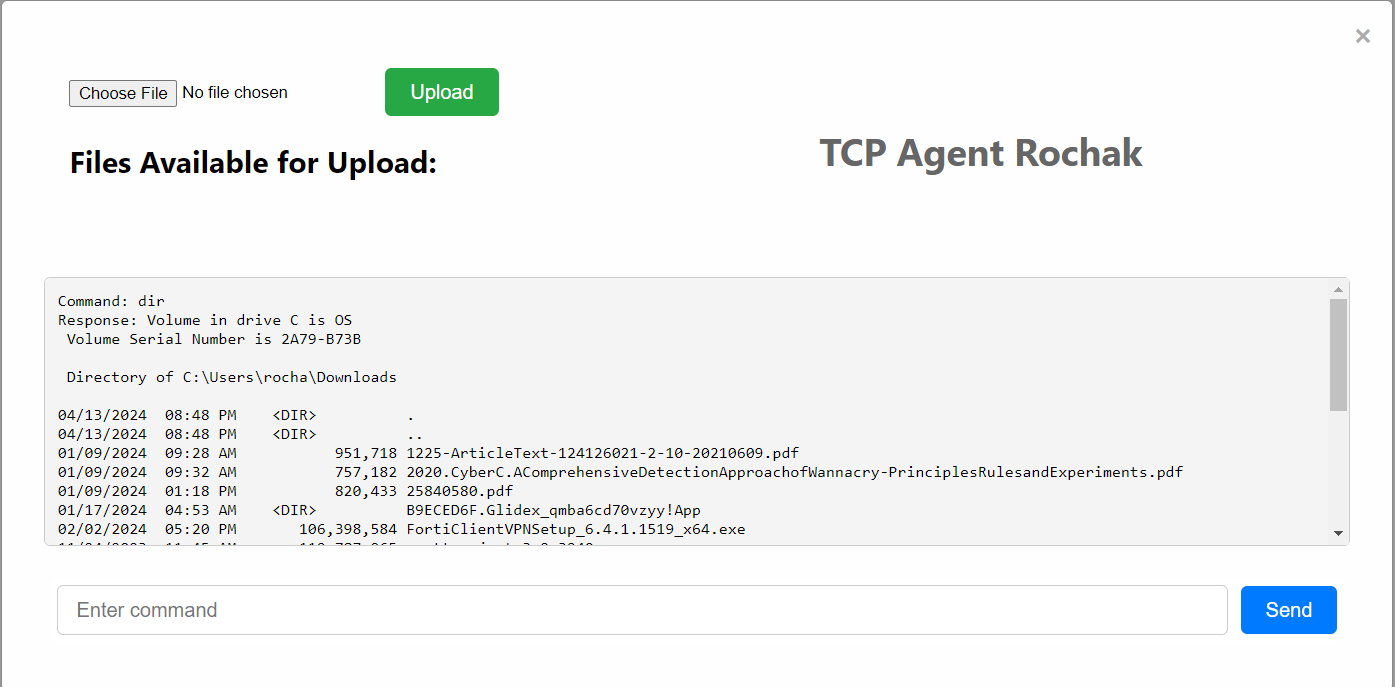 ×
Choose File No file chosen
Upload
Files Available for Upload:
TCP Agent Rochak
Command: dir
Response: Volume in drive C is OS
Volume Serial Number is 2A79-B73B
Directory of C:\Users\rocha\Downloads
04/13/2024 08:48 PM <DIR> .
04/13/2024 08:48 PM <DIR> ..
01/09/2024 09:28 AM 951,718 1225-ArticleText-124126021-2-10-20210609.pdf
01/09/2024 09:32 AM 757,182 2020.CyberC.AComprehensiveDetectionApproachofWannacry-PrinciplesRulesandExperiments.pdf
01/09/2024 01:18 PM 820,433 25840580.pdf
01/17/2024 04:53 AM <DIR> B9ECED6F.Glidex_qmba6cd70vzyy!App
02/02/2024 05:20 PM 106,398,584 FortiClientVPNSetup_6.4.1.1519_x64.exe
Enter command
Send